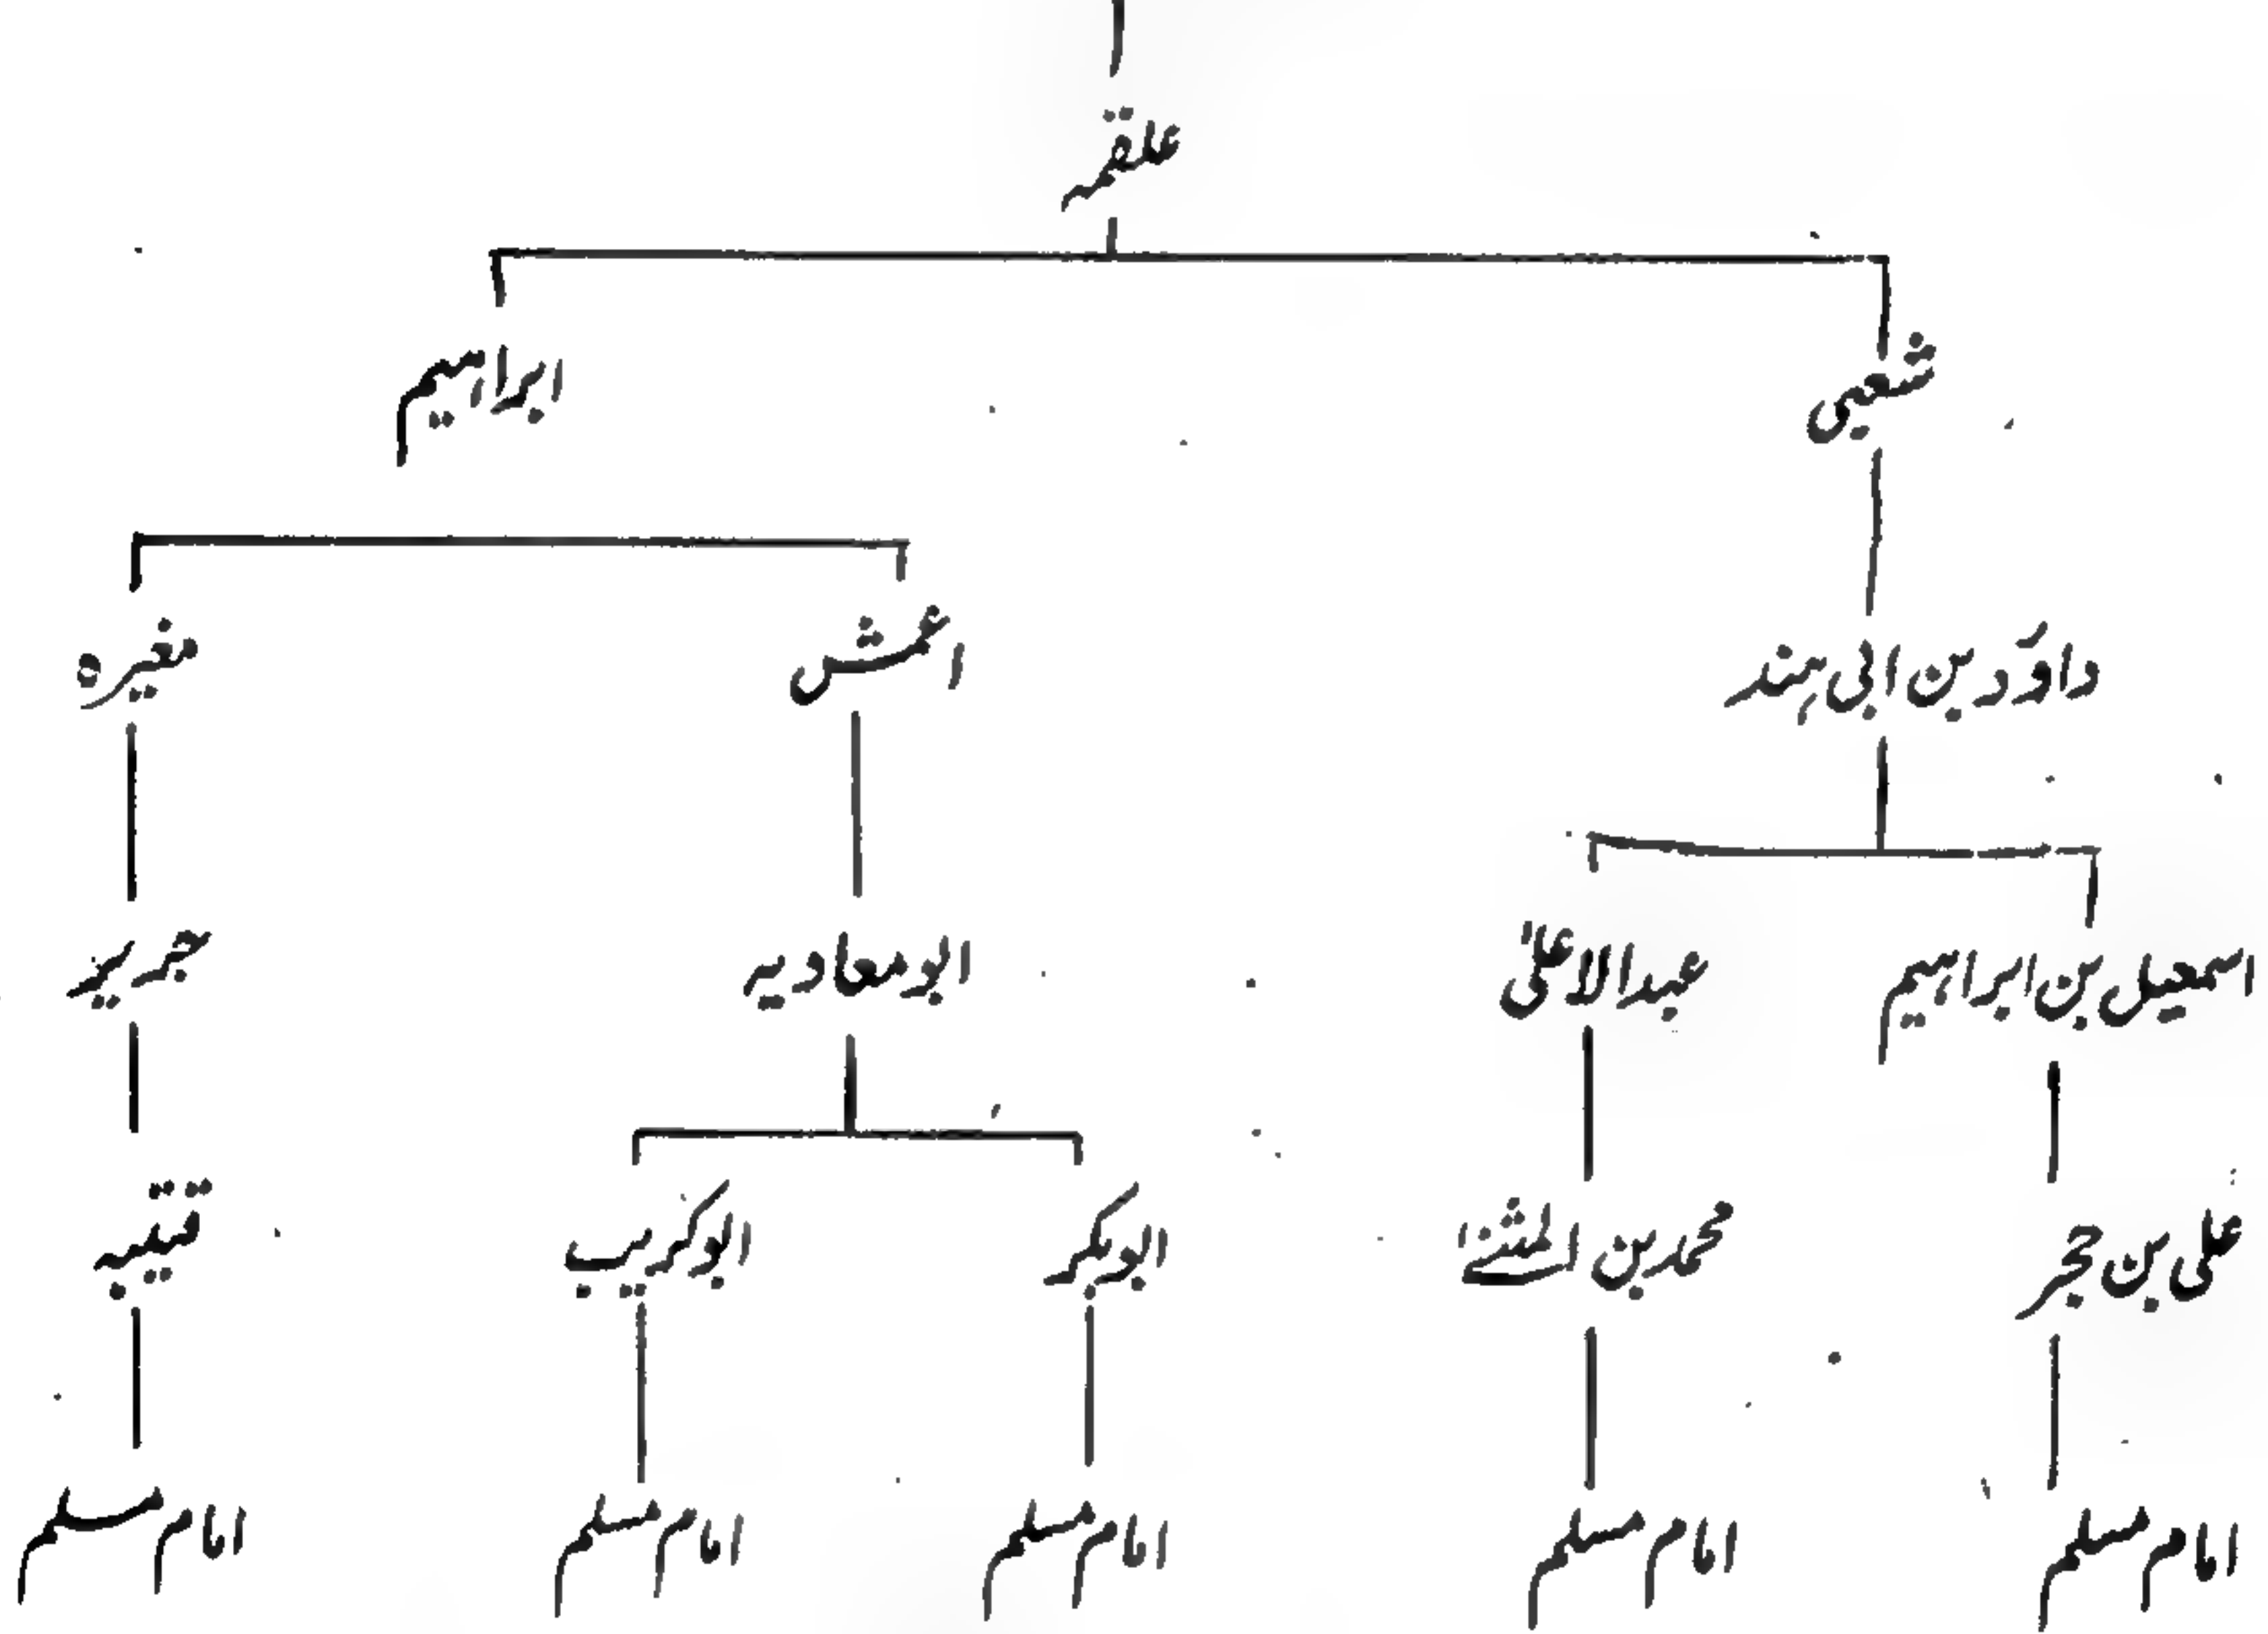 علقمہ
شعبی
ابراہیم
داؤد بن ابی ہند
اعمش
مغیرہ
اسمعیل بن ابراہیم
عبدالاعلیٰ
ابومعاویہ
جریر
علی بن حجر
محمد بن المثنےٰ
ابوبکر
ابوکریب
قتیبہ
امام مسلم
امام مسلم
امام مسلم
امام مسلم
امام مسلم